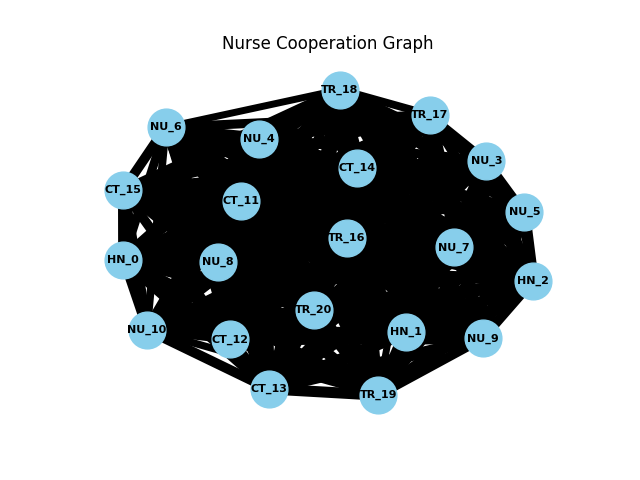 Nurse Cooperation Graph
TR_18
TR_17
NU_6
NU_4
NU_3
CT_14
CT_15
CT_11
NU_5
TR_16
NU_7
HN_0
NU_8
HN_2
TR_20
NU_10
HN_1
CT_12
NU_9
CT_13
TR_19